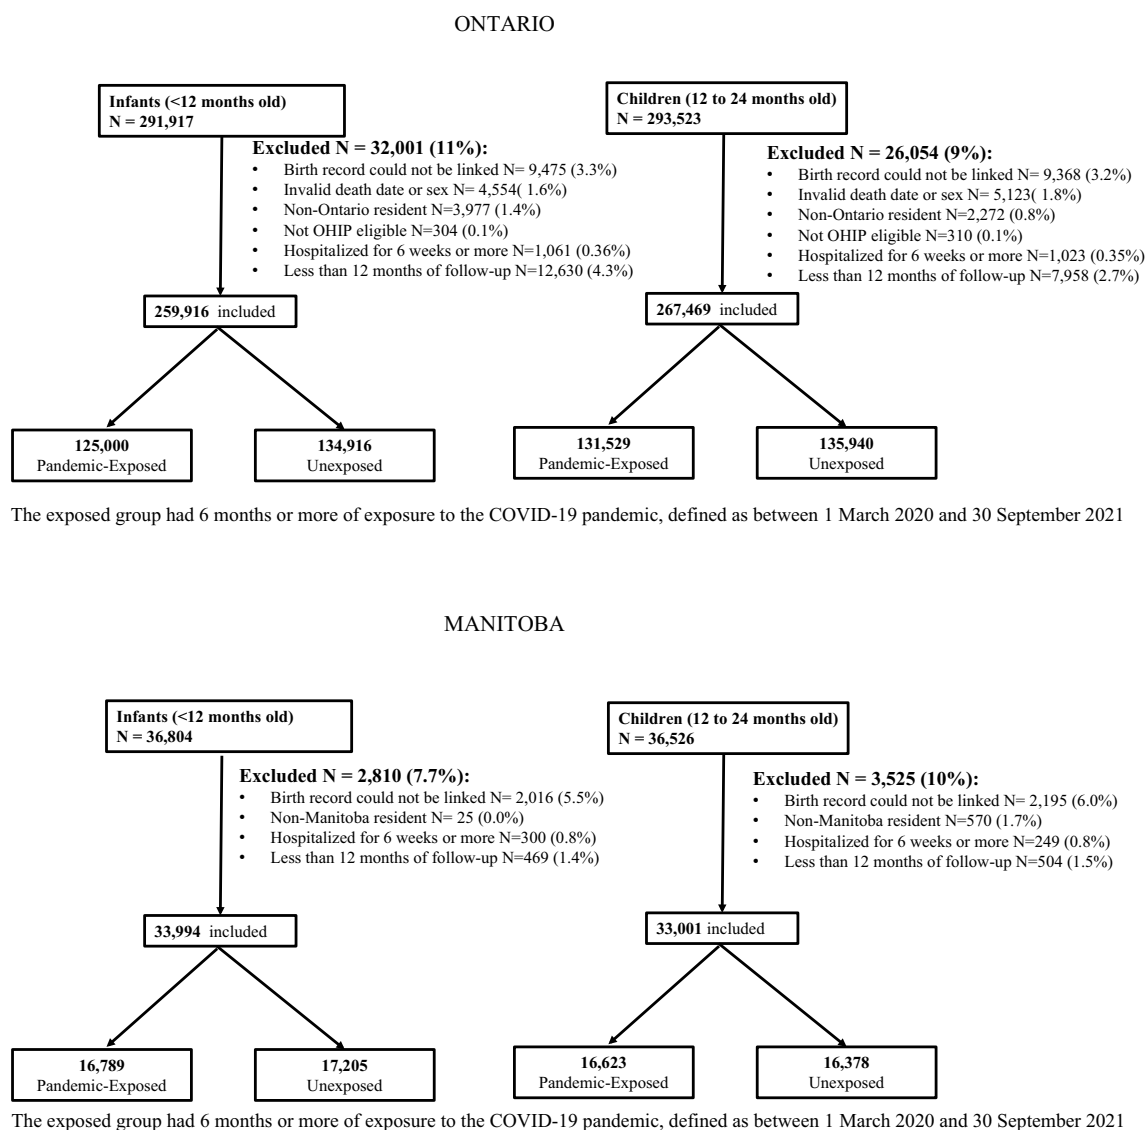 ONTARIO
Infants (<12 months old)
N = 291,917
Excluded N = 32,001 (11%):
• Birth record could not be linked N= 9,475 (3.3%)
• Invalid death date or sex N= 4,554( 1.6%)
• Non-Ontario resident N=3,977 (1.4%)
• Not OHIP eligible N=304 (0.1%)
• Hospitalized for 6 weeks or more N=1,061 (0.36%)
• Less than 12 months of follow-up N=12,630 (4.3%)
259,916 included
125,000
Pandemic-Exposed
134,916
Unexposed
Children (12 to 24 months old)
N = 293,523
Excluded N = 26,054 (9%):
• Birth record could not be linked N= 9,368 (3.2%)
• Invalid death date or sex N= 5,123( 1.8%)
• Non-Ontario resident N=2,272 (0.8%)
• Not OHIP eligible N=310 (0.1%)
• Hospitalized for 6 weeks or more N=1,023 (0.35%)
• Less than 12 months of follow-up N=7,958 (2.7%)
267,469 included
131,529
Pandemic-Exposed
135,940
Unexposed
The exposed group had 6 months or more of exposure to the COVID-19 pandemic, defined as between 1 March 2020 and 30 September 2021
MANITOBA
Infants (<12 months old)
N = 36,804
Excluded N = 2,810 (7.7%):
• Birth record could not be linked N= 2,016 (5.5%)
• Non-Manitoba resident N= 25 (0.0%)
• Hospitalized for 6 weeks or more N=300 (0.8%)
• Less than 12 months of follow-up N=469 (1.4%)
33,994 included
16,789
Pandemic-Exposed
17,205
Unexposed
Children (12 to 24 months old)
N = 36,526
Excluded N = 3,525 (10%):
• Birth record could not be linked N= 2,195 (6.0%)
• Non-Manitoba resident N=570 (1.7%)
• Hospitalized for 6 weeks or more N=249 (0.8%)
• Less than 12 months of follow-up N=504 (1.5%)
33,001 included
16,623
Pandemic-Exposed
16,378
Unexposed
The exposed group had 6 months or more of exposure to the COVID-19 pandemic, defined as between 1 March 2020 and 30 September 2021